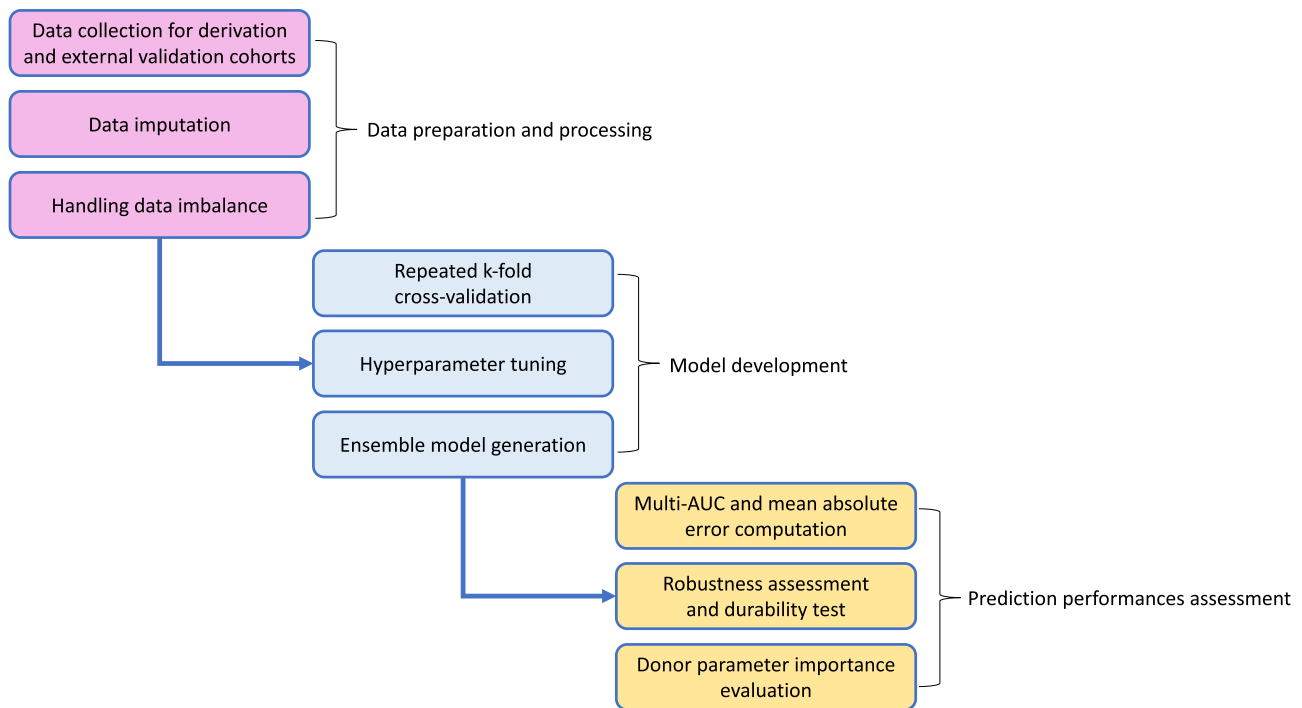 Data collection for derivation
and external validation cohorts
Data imputation
Data preparation and processing
Handling data imbalance
Repeated k-fold
cross-validation
Hyperparameter tuning
Model development
Ensemble model generation
Multi-AUC and mean absolute
error computation
Robustness assessment
and durability test
Prediction performances assessment
Donor parameter importance
evaluation